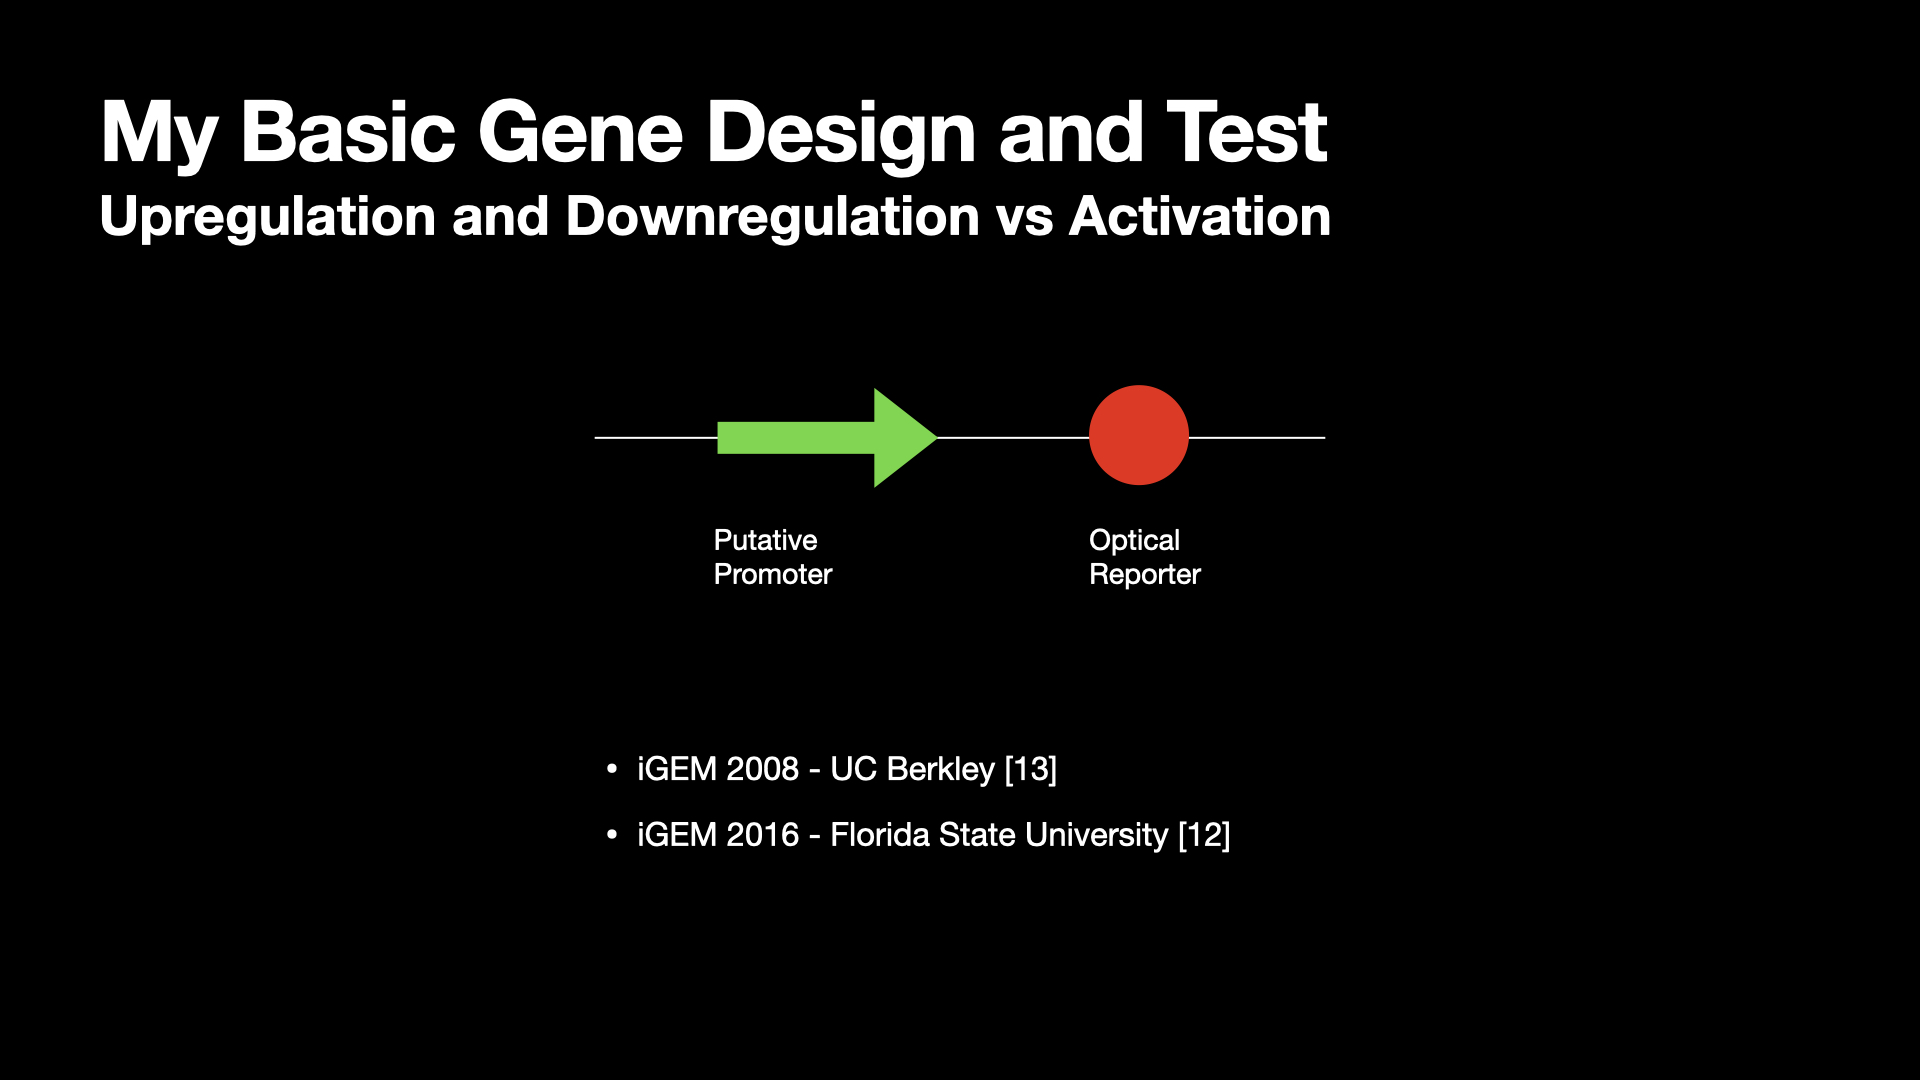 My Basic Gene Design and Test
Upregulation and Downregulation vs Activation
Putative
Promoter
Optical
Reporter
• iGEM 2008 - UC Berkley [13]
• iGEM 2016 - Florida State University [12]